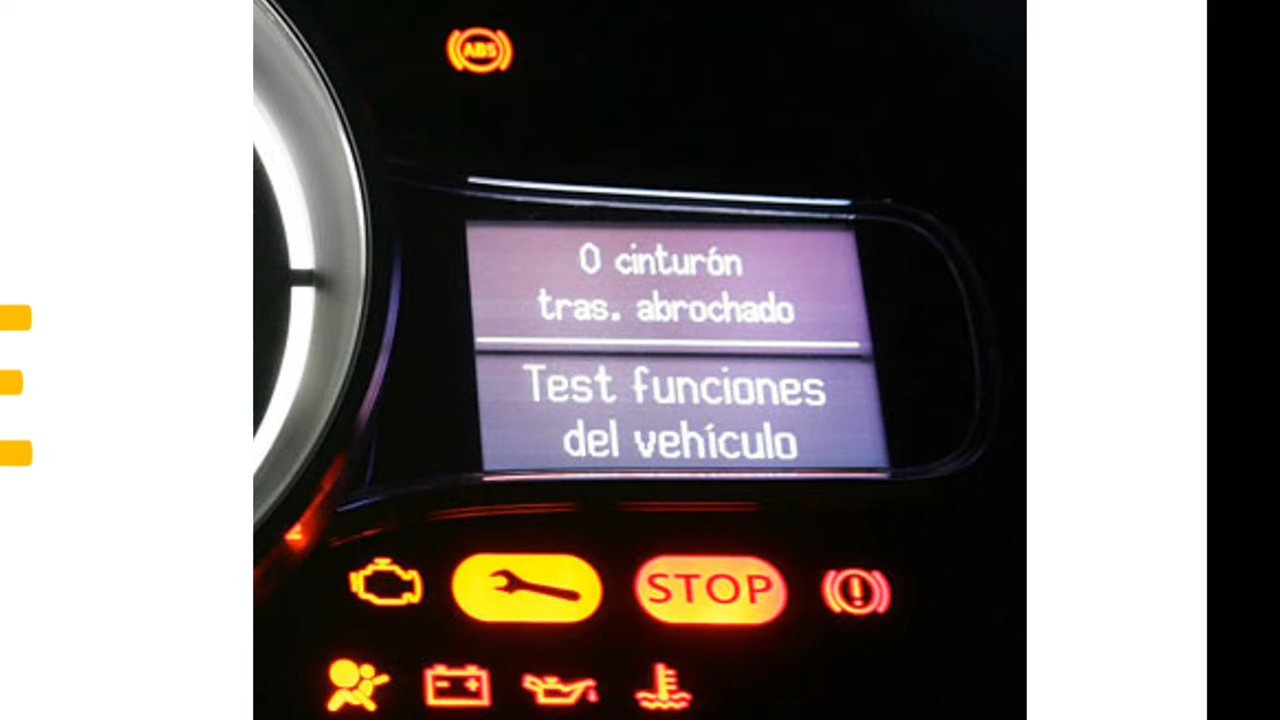 ABS
0 cinturón
tras. abrochado
Test funciones
del vehículo
STOP